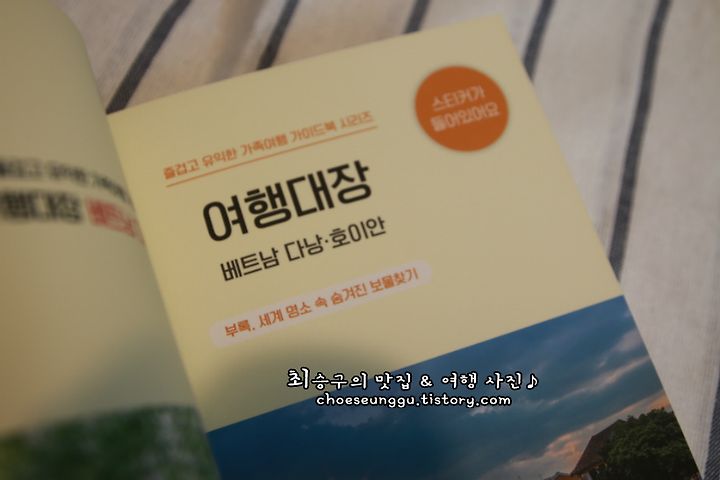 스티커가
들어있어요
즐겁고 유익한 가족여행 가이드북 시리즈
여행대장
베트남 다낭·호이안
부록. 세계 명소 속 숨겨진 보물찾기
최승구의 맛집 & 여행 사진♪
choeseunggu.tistory.com